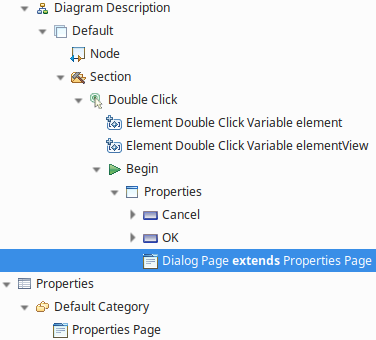 Diagram Description
Default
Node
Section
Double Click
Element Double Click Variable element
Element Double Click Variable elementView
Begin
Properties
Cancel
OK
Dialog Page extends Properties Page
Properties
Default Category
Properties Page